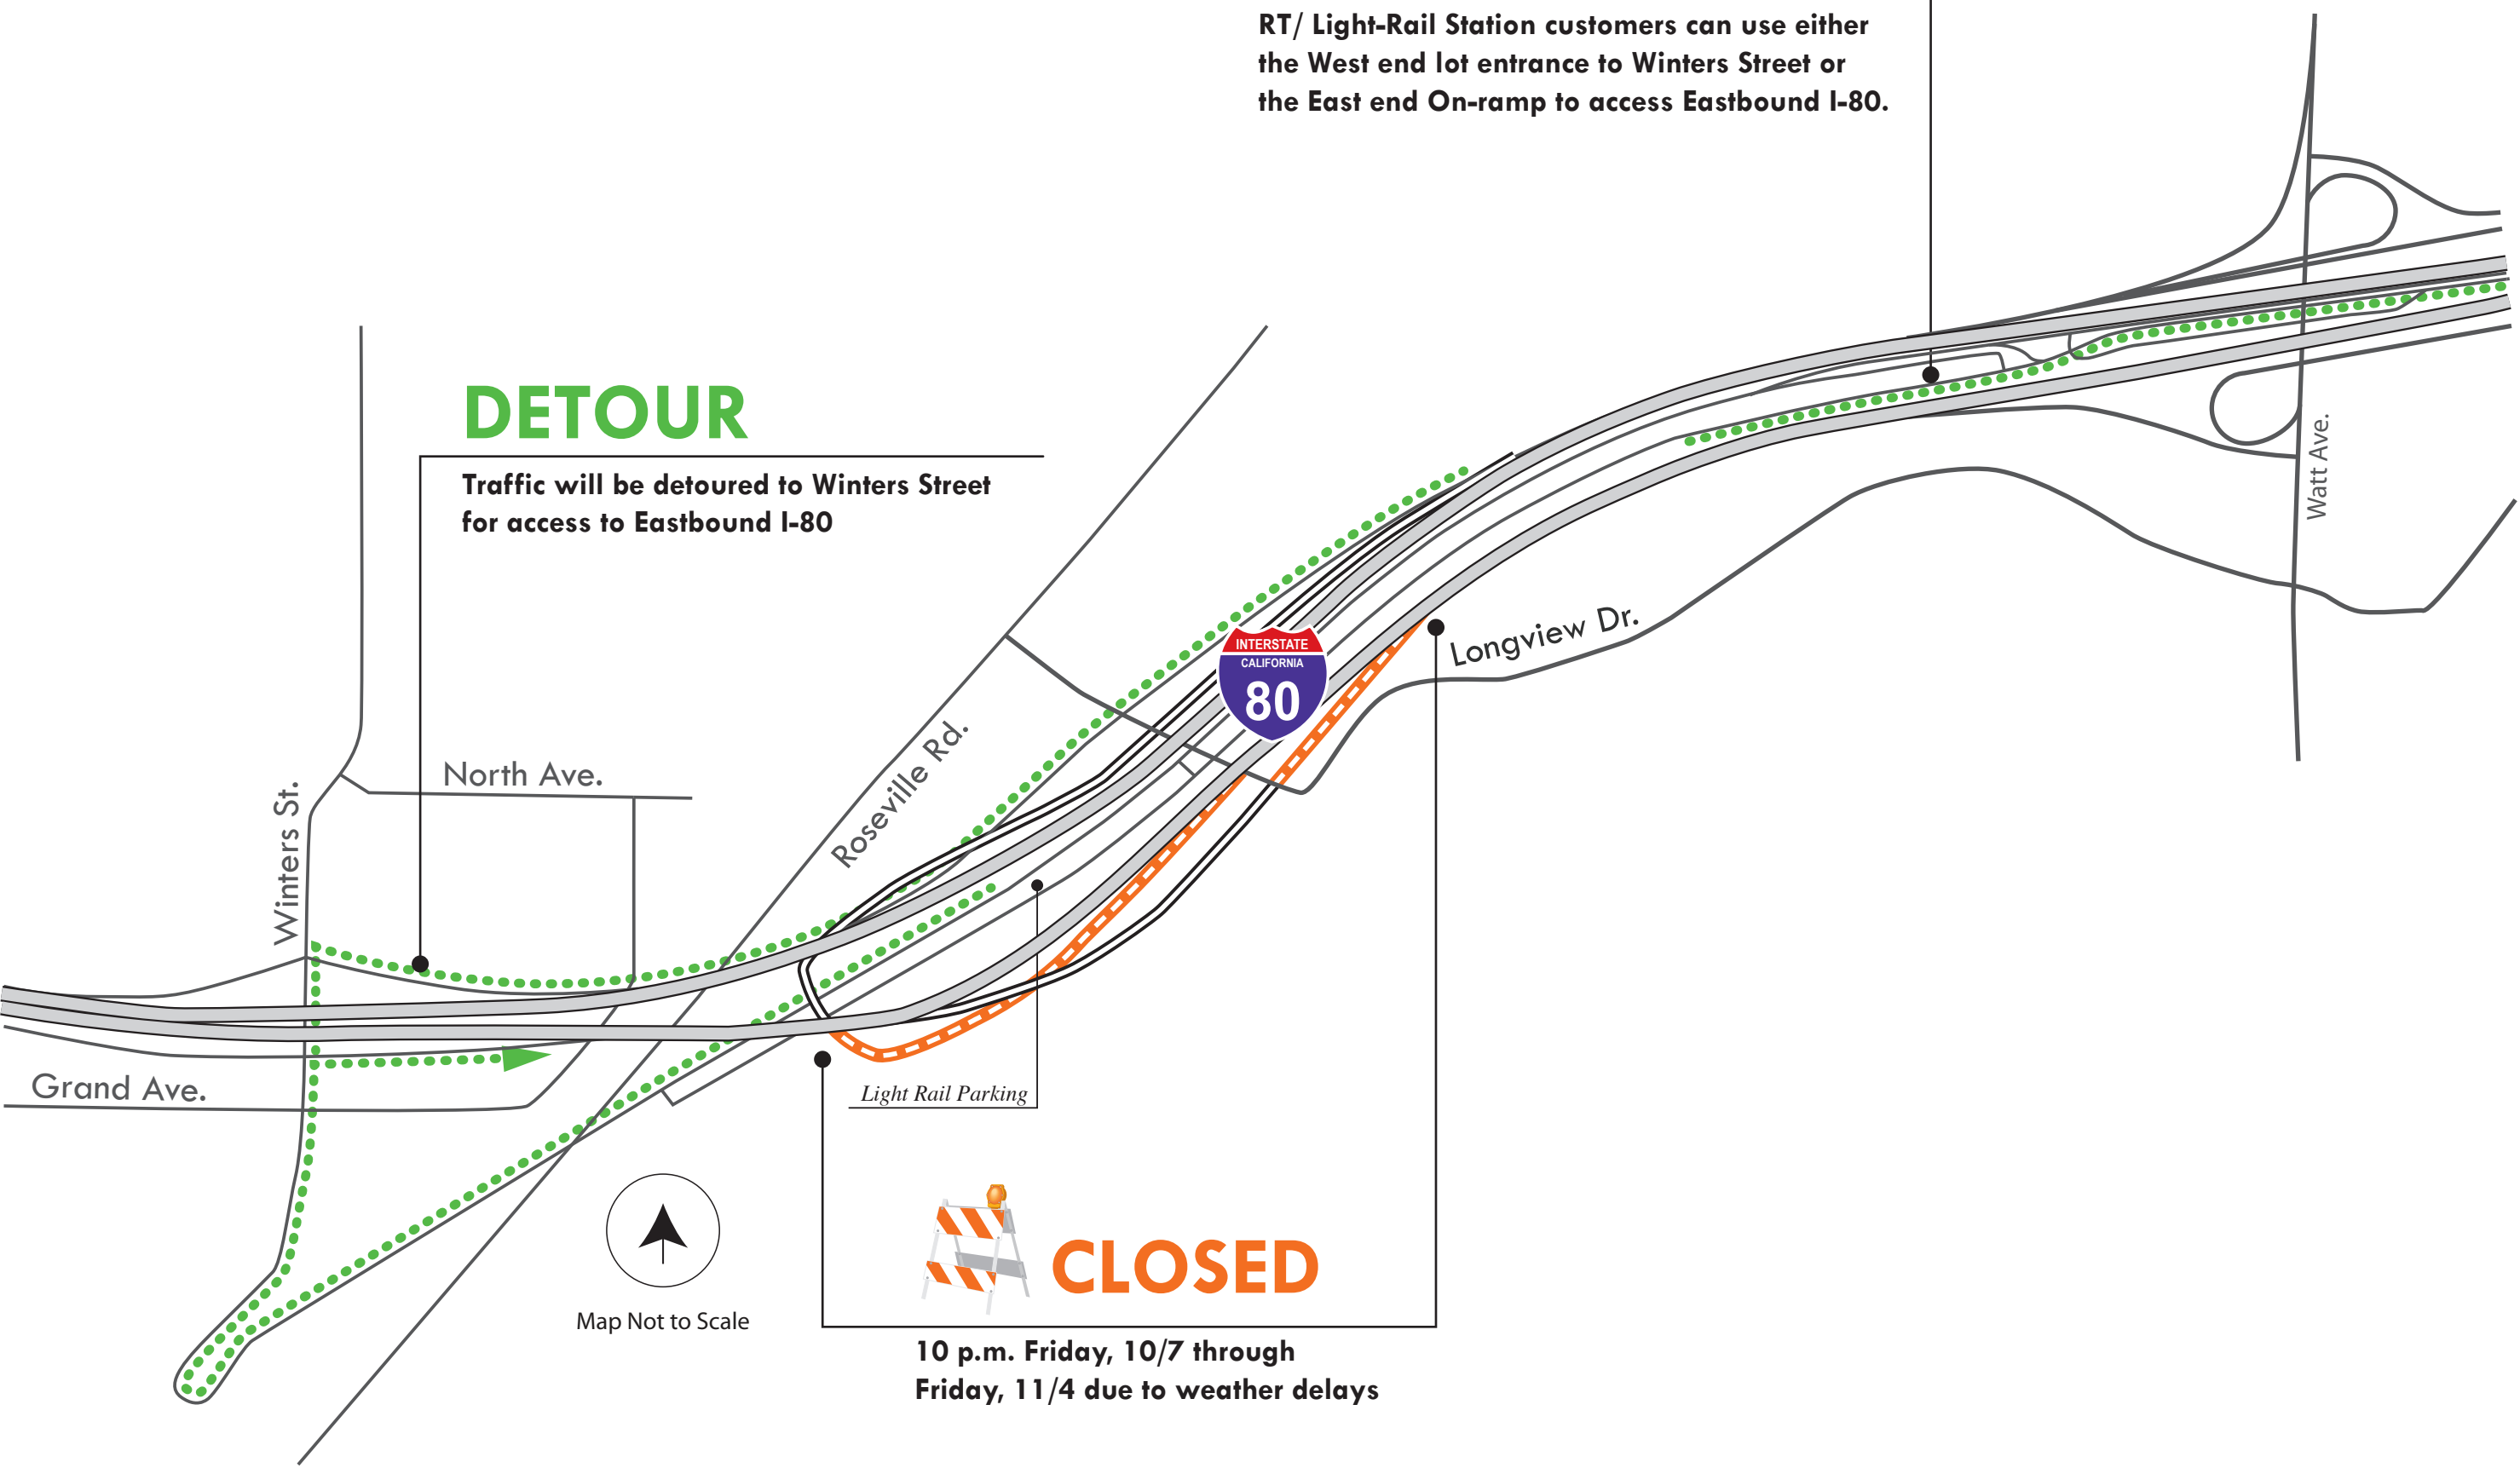 RT/ Light-Rail Station customers can use either
the West end lot entrance to Winters Street or
the East end On-ramp to access Eastbound I-80.
DETOUR
Traffic will be detoured to Winters Street
for access to Eastbound I-80
Watt Ave.
Longview Dr.
INTERSTATE
CALIFORNIA
80
Roseville Rd.
North Ave.
Winters St.
Grand Ave.
Light Rail Parking
Map Not to Scale
CLOSED
10 p.m. Friday, 10/7 through
Friday, 11/4 due to weather delays